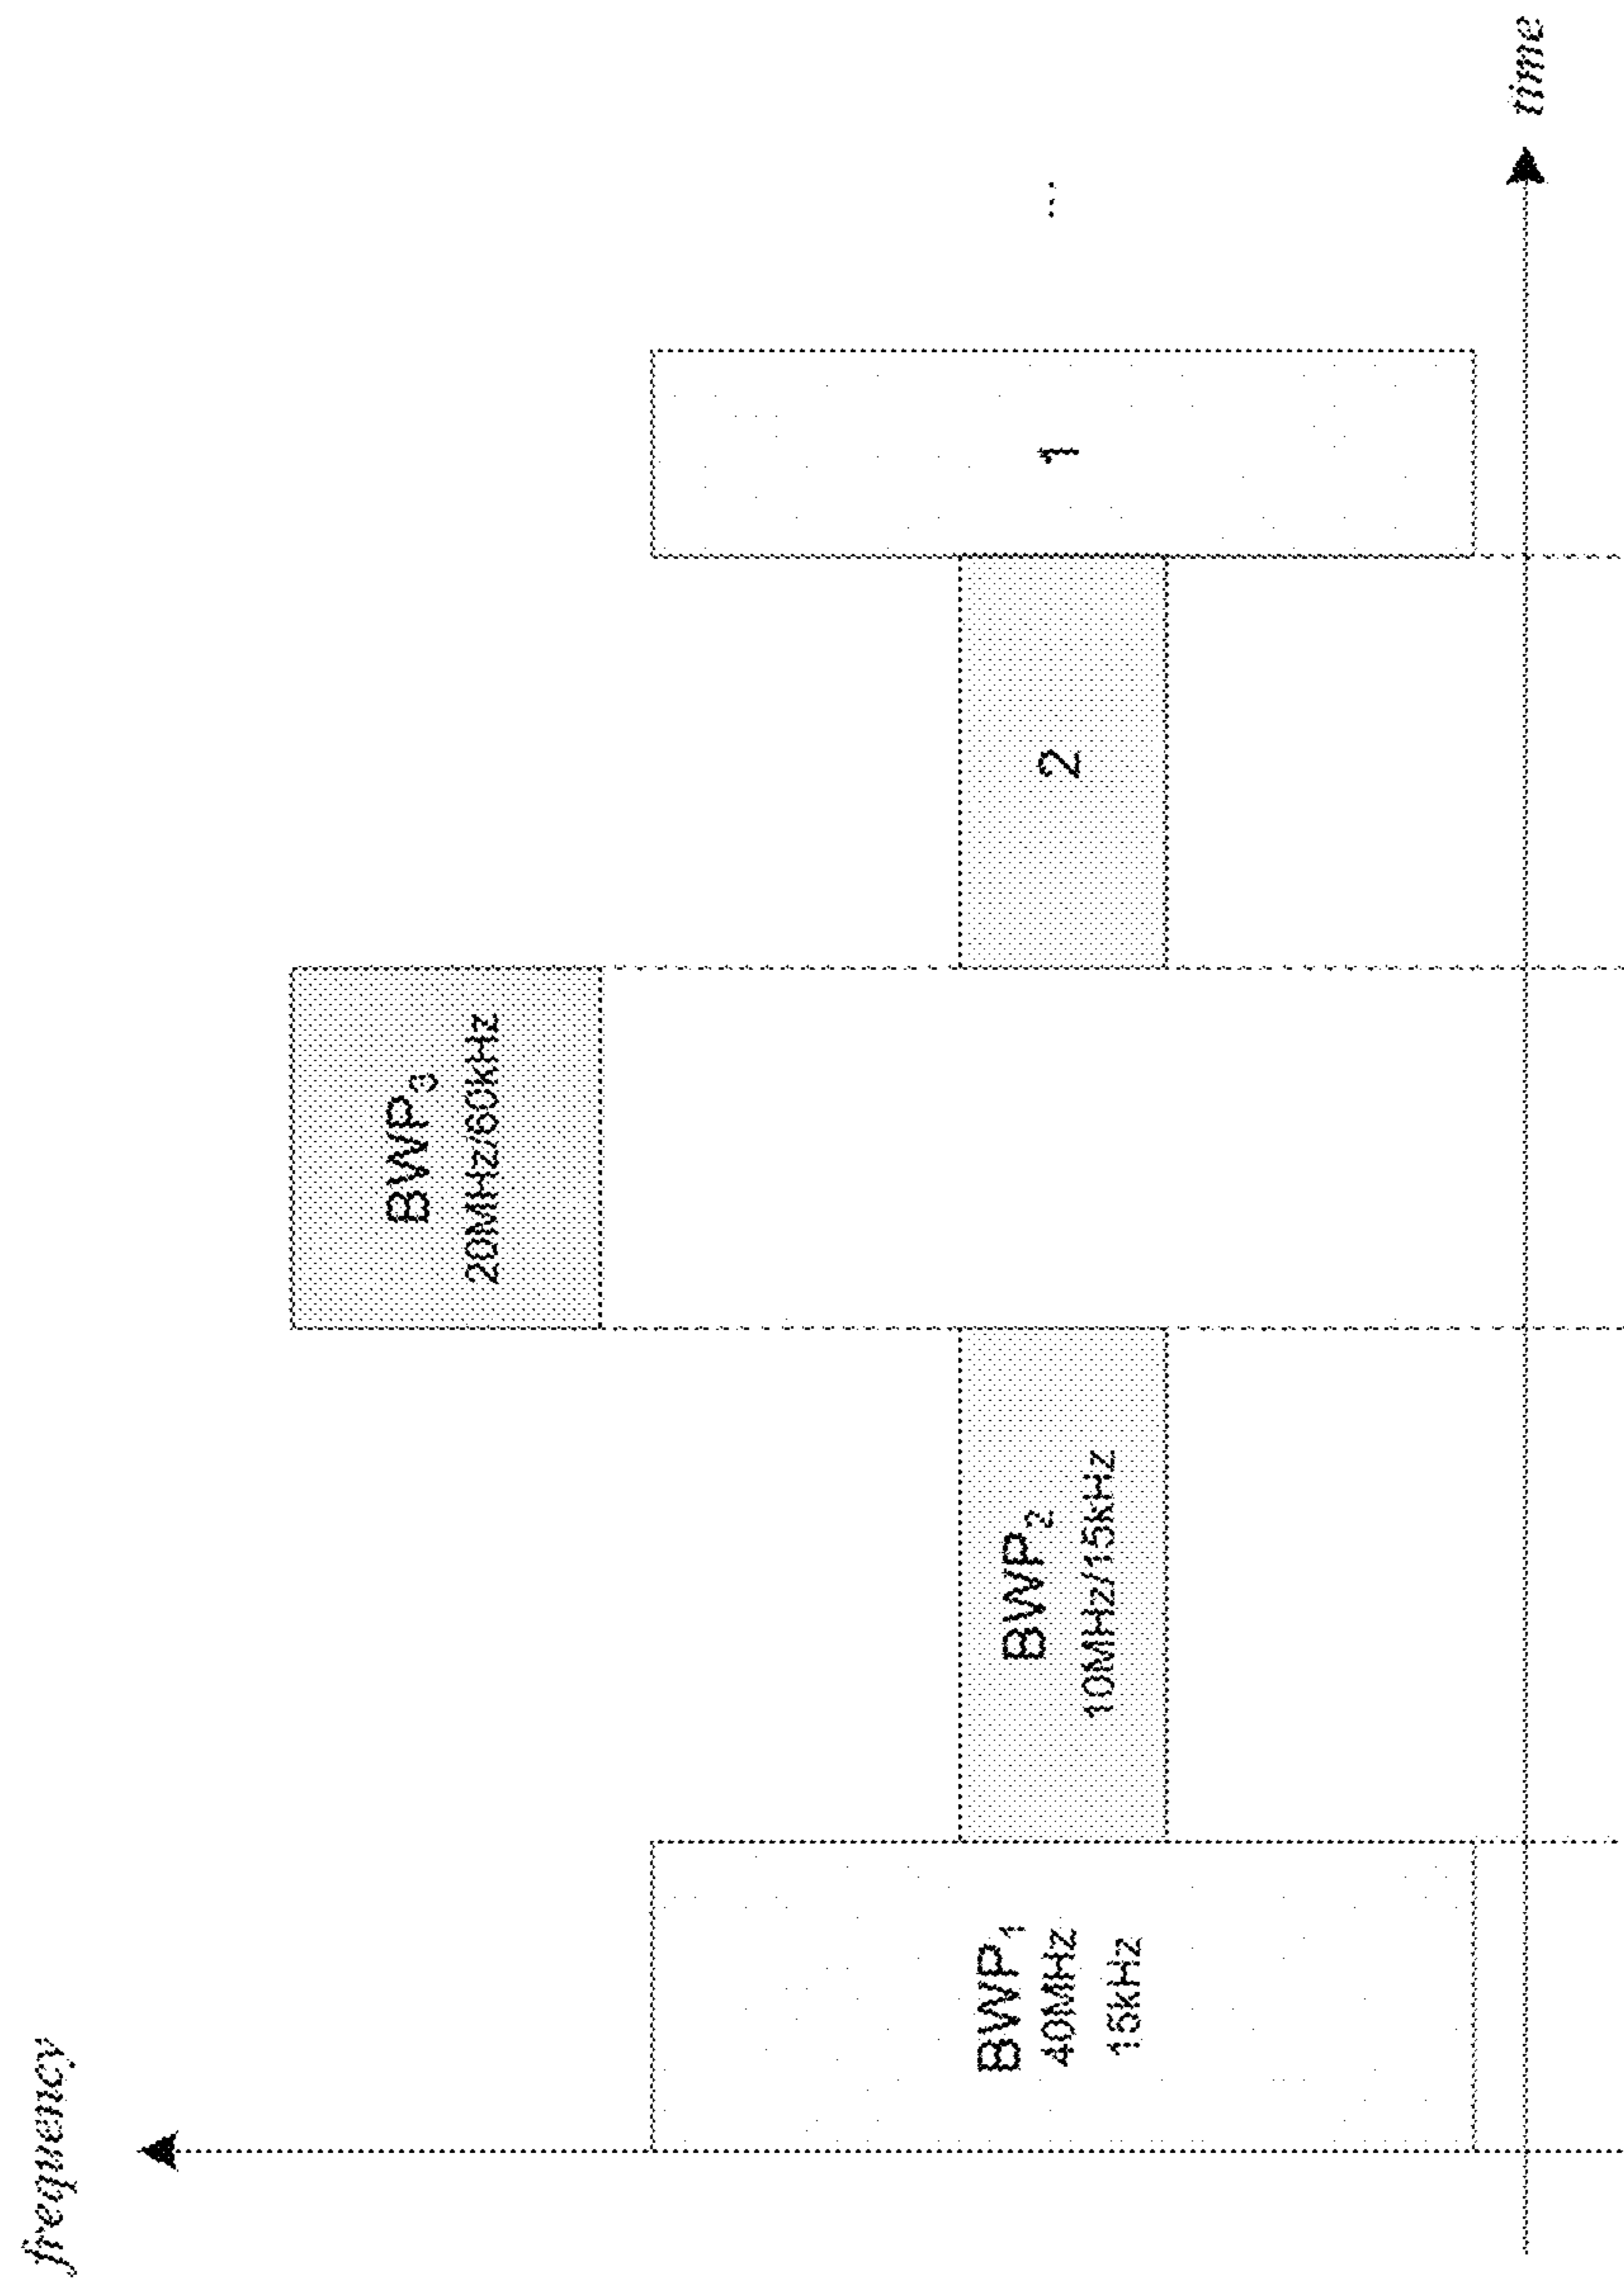 frequency
BWP₁
40MHz
15kHz
BWP₂
10MHz/15kHz
BWP₃
20MHz/60kHz
2
1
...
time